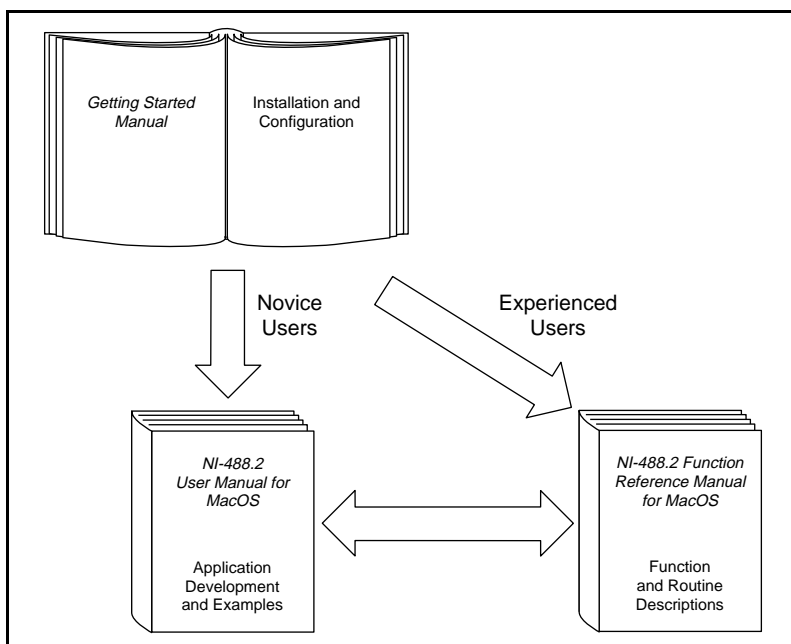 Getting Started
Manual
Installation and
Configuration
Novice
Users
Experienced
Users
NI-488.2
User Manual for
MacOS
Application
Development
and Examples
NI-488.2 Function
Reference Manual
for MacOS
Function
and Routine
Descriptions